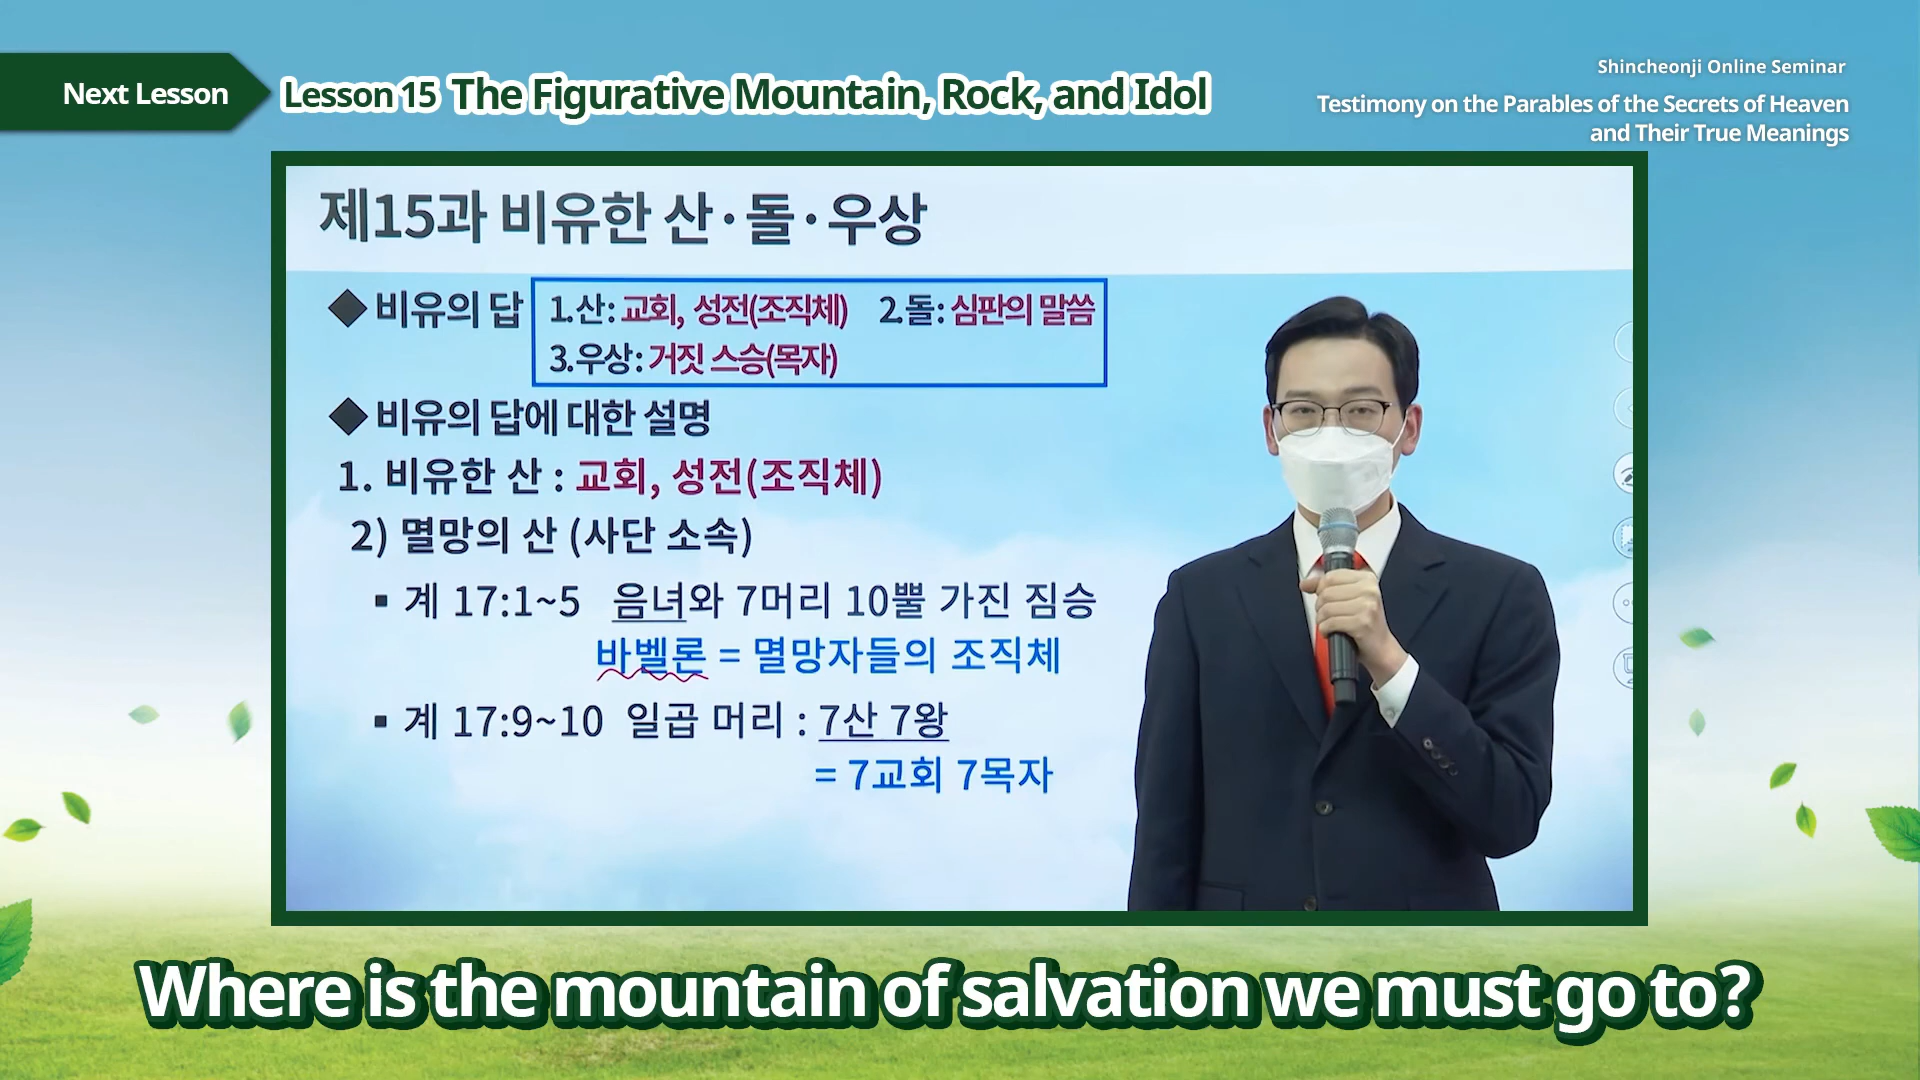 Next Lesson
Lesson 15 The Figurative Mountain, Rock, and Idol
Shincheonji Online Seminar
Testimony on the Parables of the Secrets of Heaven
and Their True Meanings
제15과 비유한 산·돌·우상
◆ 비유의 답 1.산: 교회, 성전(조직체) 2.돌: 심판의 말씀
3.우상: 거짓 스승(목자)
◆ 비유의 답에 대한 설명
1. 비유한 산 : 교회, 성전(조직체)
2) 멸망의 산 (사단 소속)
▪ 계 17:1~5 음녀와 7머리 10뿔 가진 짐승
바벨론 = 멸망자들의 조직체
▪ 계 17:9~10 일곱 머리 : 7산 7왕
= 7교회 7목자
Where is the mountain of salvation we must go to?